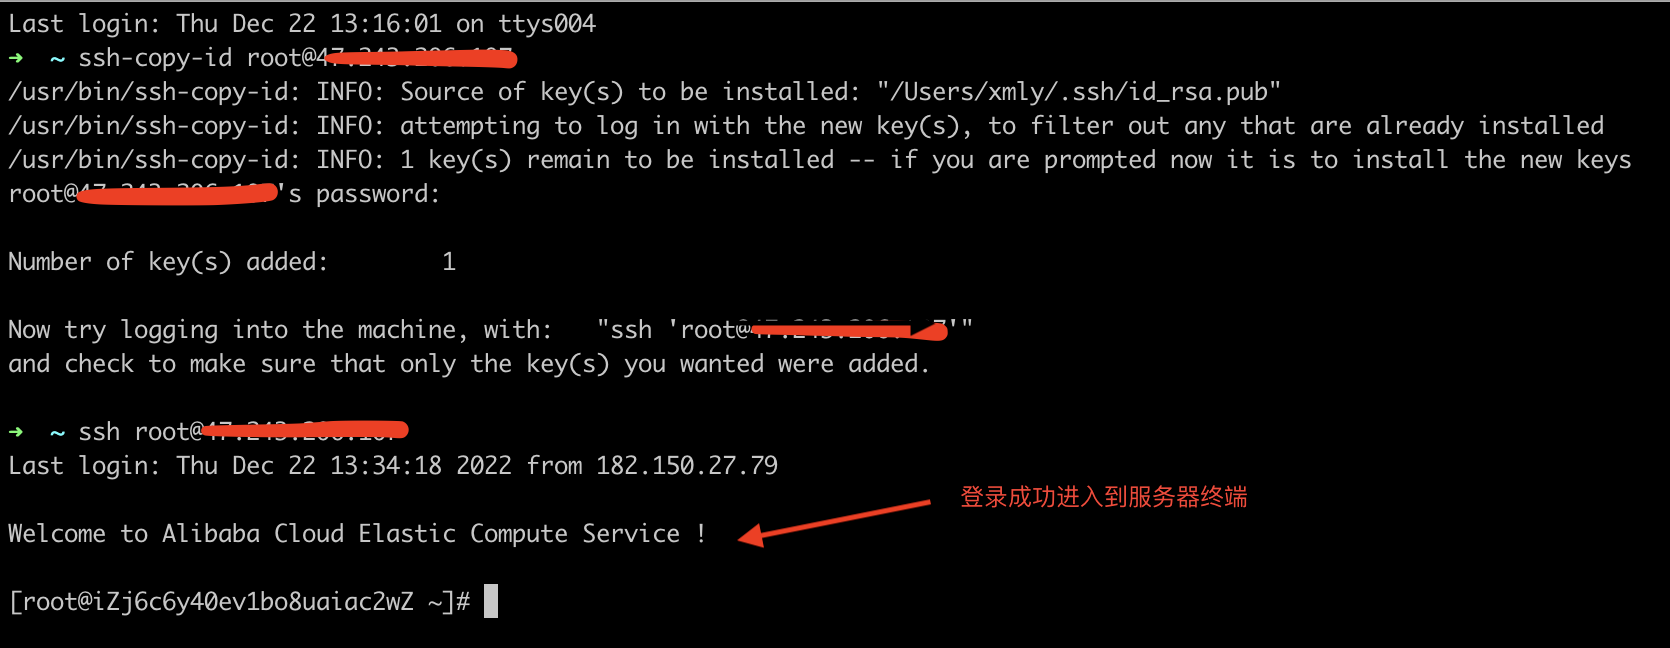 Last login: Thu Dec 22 13:16:01 on ttys004
➜ ~ ssh-copy-id root@
/usr/bin/ssh-copy-id: INFO: Source of key(s) to be installed: "/Users/xmly/.ssh/id_rsa.pub"
/usr/bin/ssh-copy-id: INFO: attempting to log in with the new key(s), to filter out any that are already installed
/usr/bin/ssh-copy-id: INFO: 1 key(s) remain to be installed -- if you are prompted now it is to install the new keys
root@'s password:
Number of key(s) added: 1
Now try logging into the machine, with: "ssh 'root@'"
and check to make sure that only the key(s) you wanted were added.
➜ ~ ssh root@
Last login: Thu Dec 22 13:34:18 2022 from 182.150.27.79
登录成功进入到服务器终端
Welcome to Alibaba Cloud Elastic Compute Service !
[root@iZj6c6y40ev1bo8uaiac2wZ ~]#